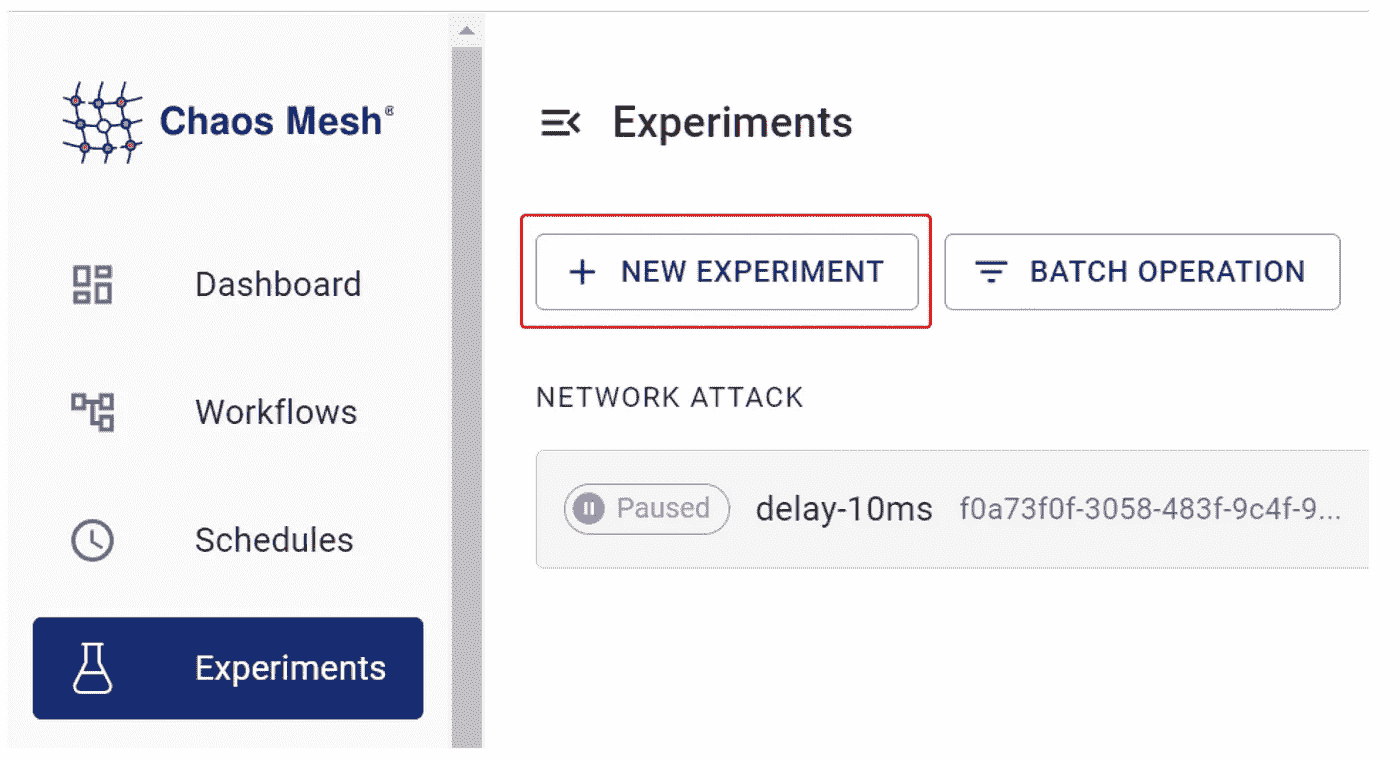 Chaos Mesh®
Dashboard
Workflows
Schedules
Experiments
Experiments
+ NEW EXPERIMENT
BATCH OPERATION
NETWORK ATTACK
Paused delay-10ms f0a73f0f-3058-483f-9c4f-9...